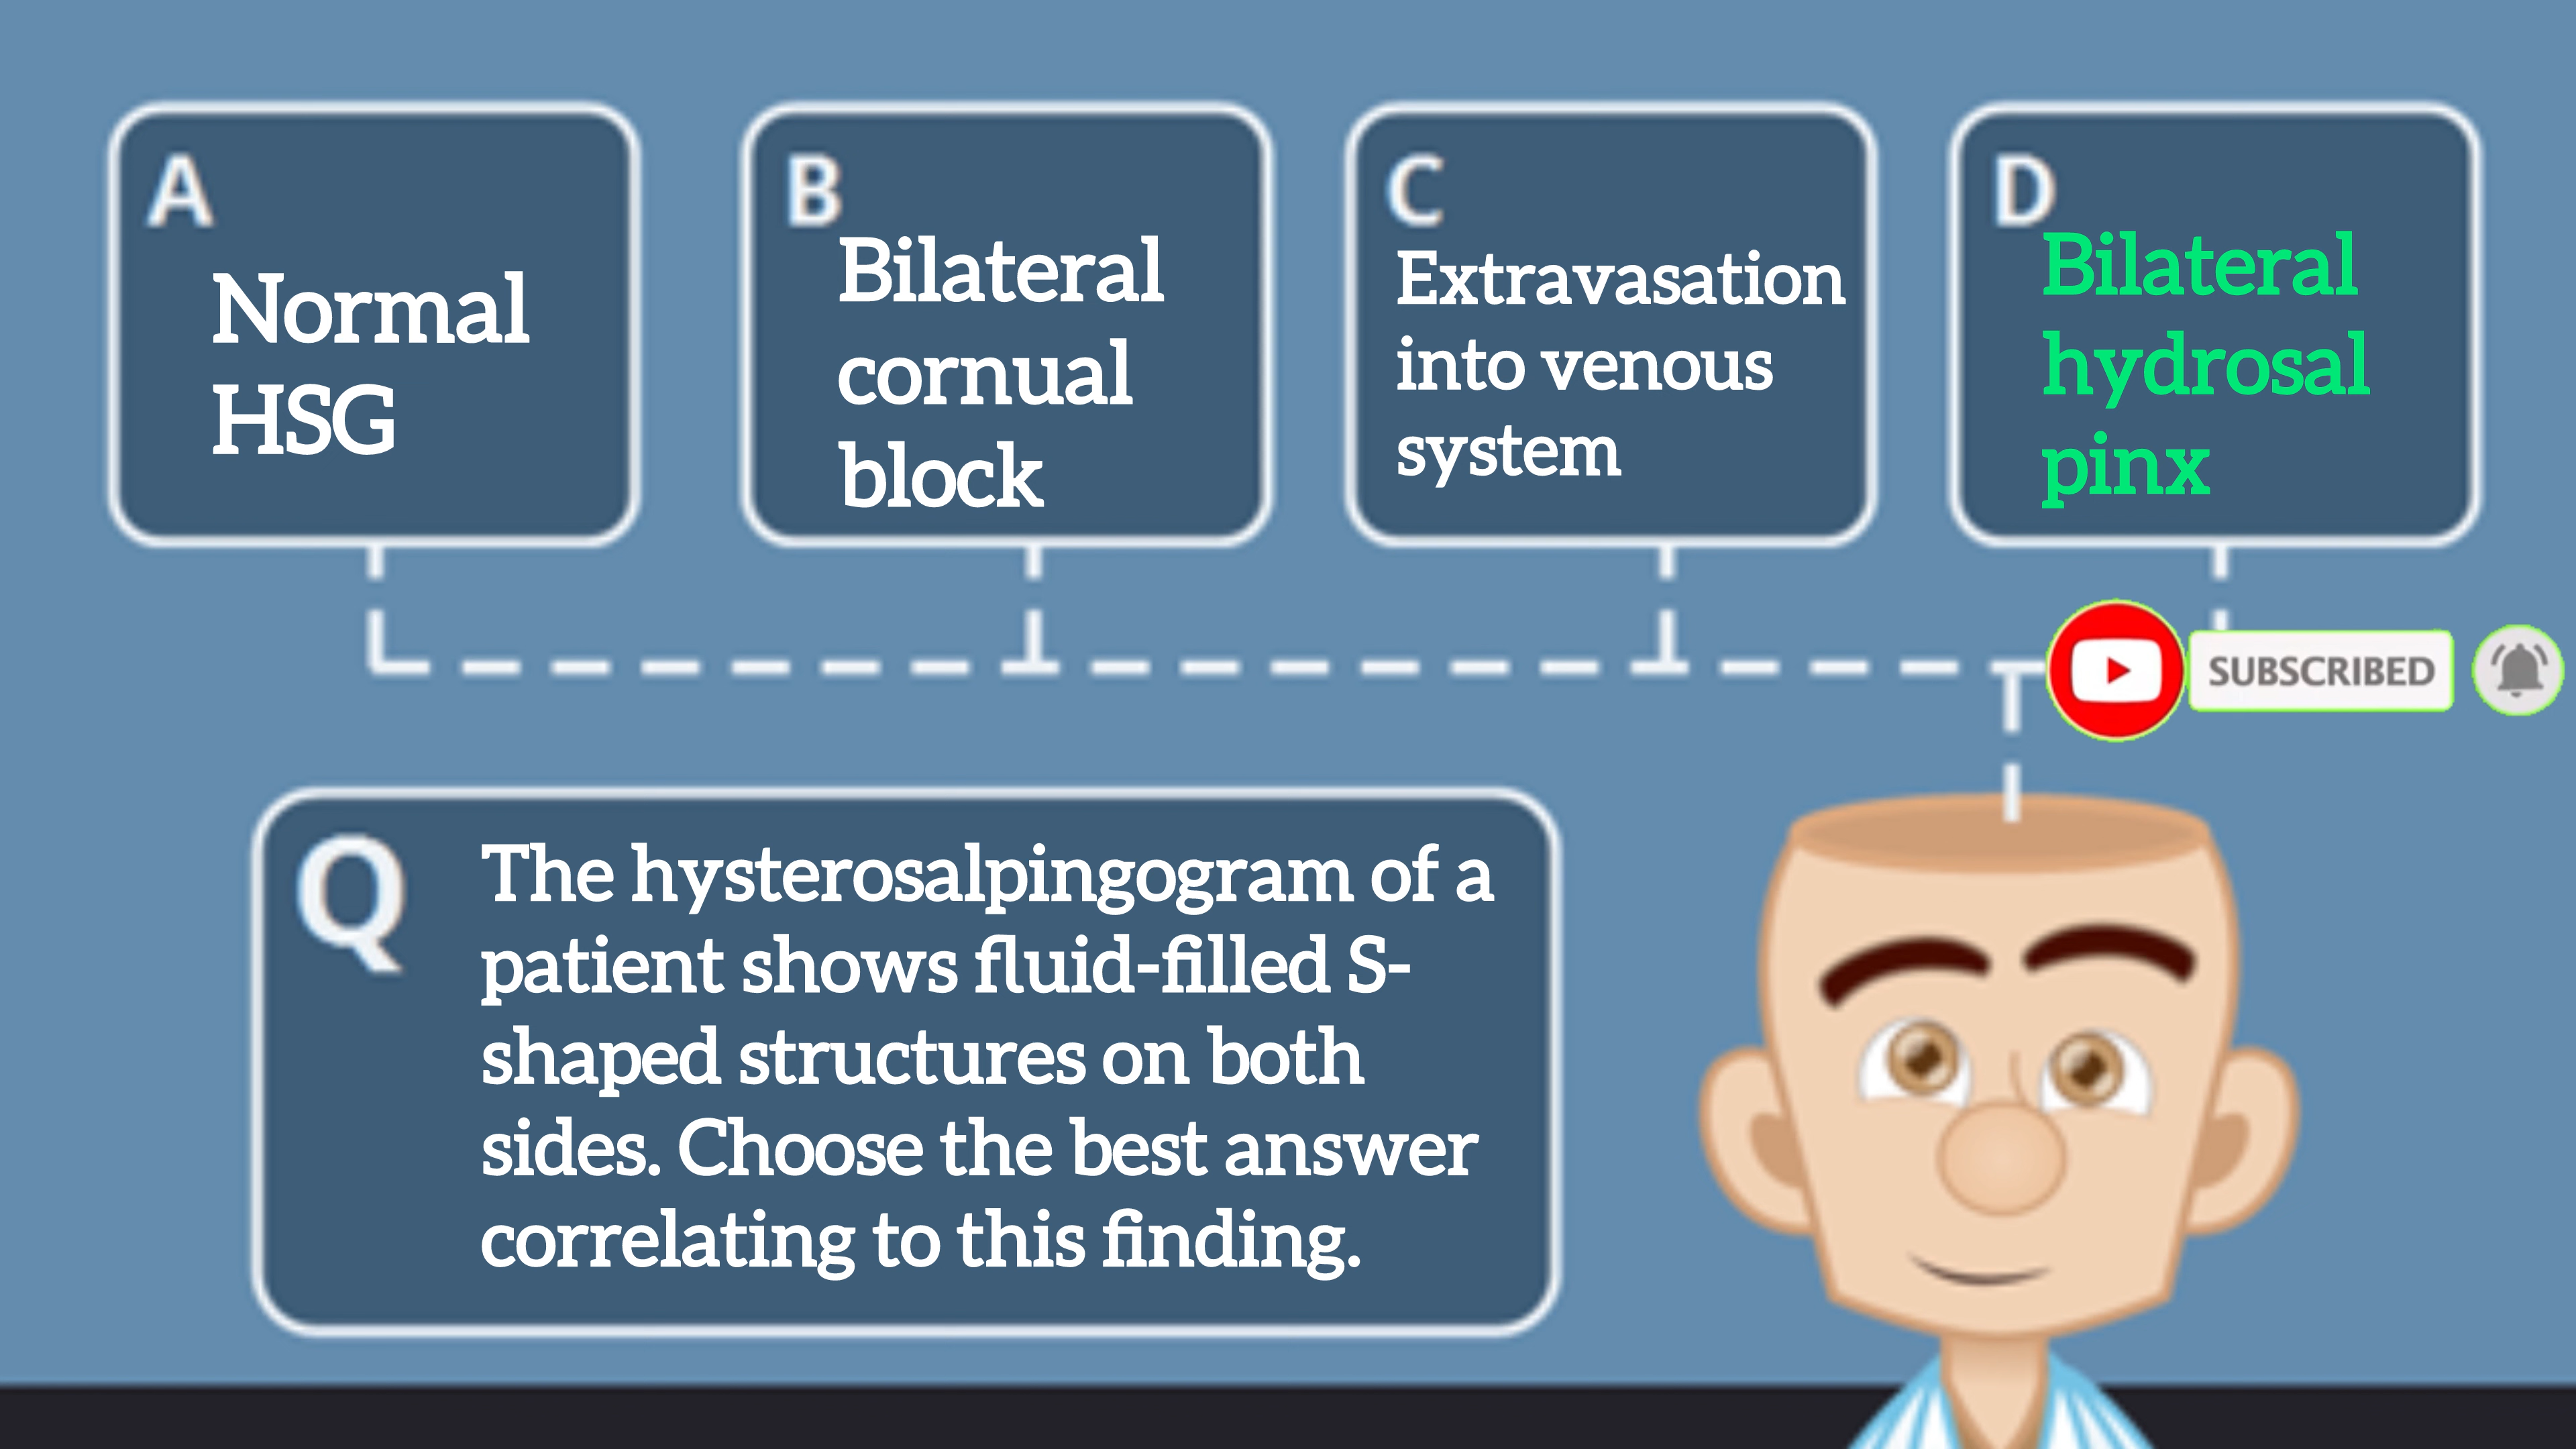 A
Normal
HSG
B
Bilateral
cornual
block
C
Extravasation
into venous
system
D
Bilateral
hydrosal
pinx
SUBSCRIBED
Q
The hysterosalpingogram of a
patient shows fluid-filled S-
shaped structures on both
sides. Choose the best answer
correlating to this finding.